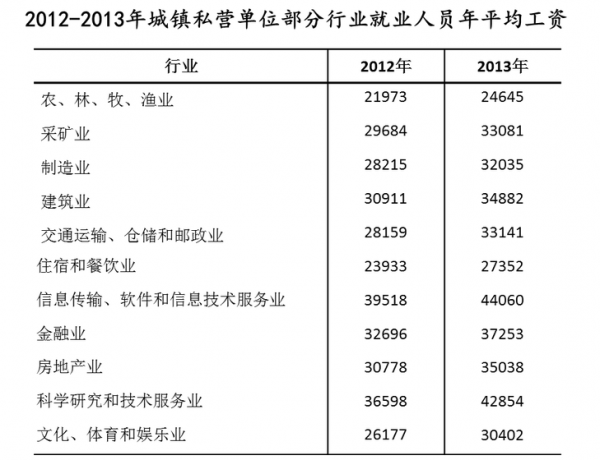 2012-2013年城镇私营单位部分行业就业人员年平均工资
行业 2012年 2013年
农、林、牧、渔业 21973 24645
采矿业 29684 33081
制造业 28215 32035
建筑业 30911 34882
交通运输、仓储和邮政业 28159 33141
住宿和餐饮业 23933 27352
信息传输、软件和信息技术服务业 39518 44060
金融业 32696 37253
房地产业 30778 35038
科学研究和技术服务业 36598 42854
文化、体育和娱乐业 26177 30402